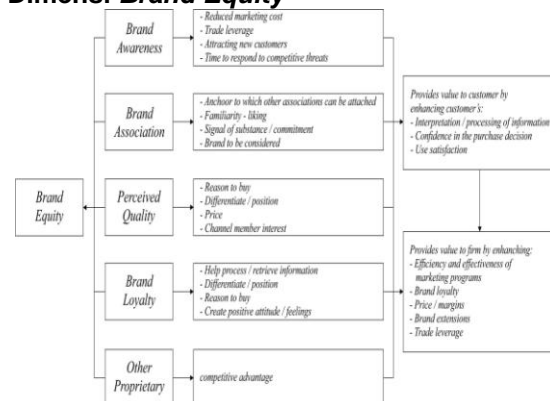 Dimensi Brand Equity
Brand
Awareness
- Reduced marketing cost
- Trade leverage
- Attracting new customers
- Time to respond to competitive threats
Brand
Association
- Anchoor to which other associations can be attached
- Familiarity - liking
- Signal of substance / commitment
- Brand to be considered
Brand
Equity
Perceived
Quality
- Reason to buy
- Differentiate / position
- Price
- Channel member interest
Brand
Loyalty
- Help process / retrieve information
- Differentiate / position
- Reason to buy
- Create positive attitude / feelings
Other
Proprietary
competitive advantage
Provides value to customer by
enhancing customer's:
- Interpretation / processing of information
- Confidence in the purchase decision
- Use satisfaction
Provides value to firm by enhanching:
- Efficiency and effectiveness of
marketing programs
- Brand loyalty
- Price / margins
- Brand extensions
- Trade leverage